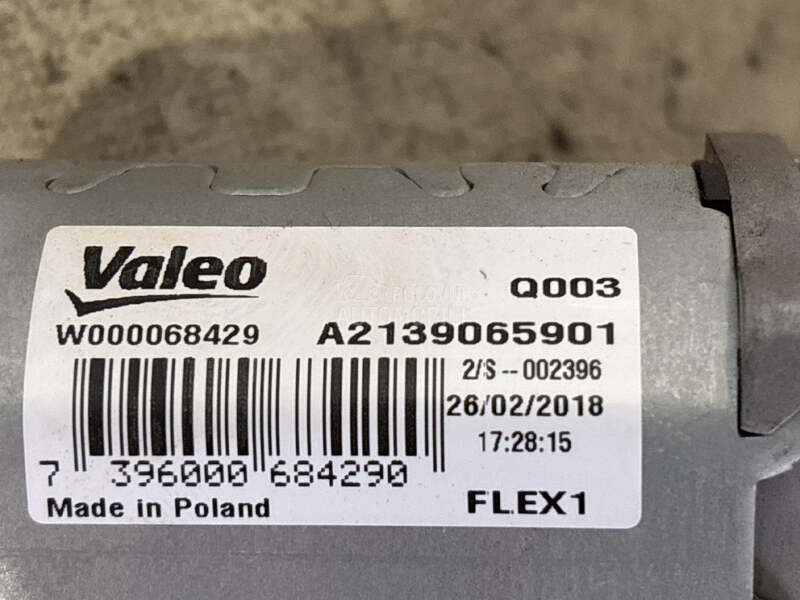 Valeo
Q003
W000068429 A2139065901
2/S -- 002396
26/02/2018
17:28:15
7 396000 684290
Made in Poland FLEX1